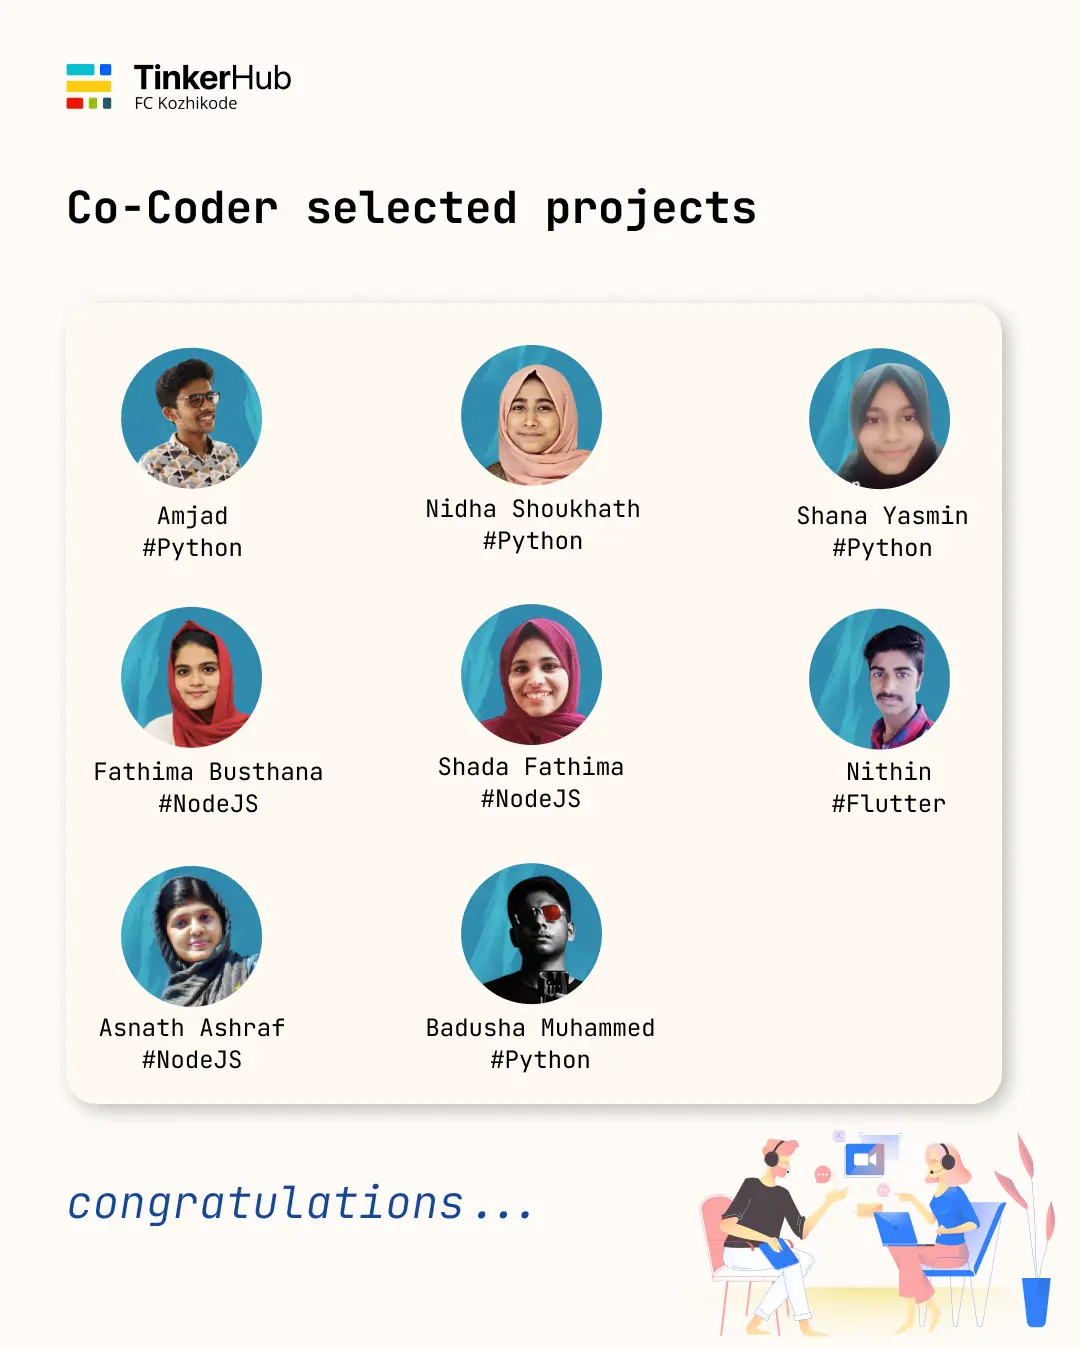 TinkerHub
FC Kozhikode
Co-Coder selected projects
Amjad
#Python
Nidha Shoukhath
#Python
Shana Yasmin
#Python
Fathima Busthana
#NodeJS
Shada Fathima
#NodeJS
Nithin
#Flutter
Asnath Ashraf
#NodeJS
Badusha Muhammed
#Python
congratulations...